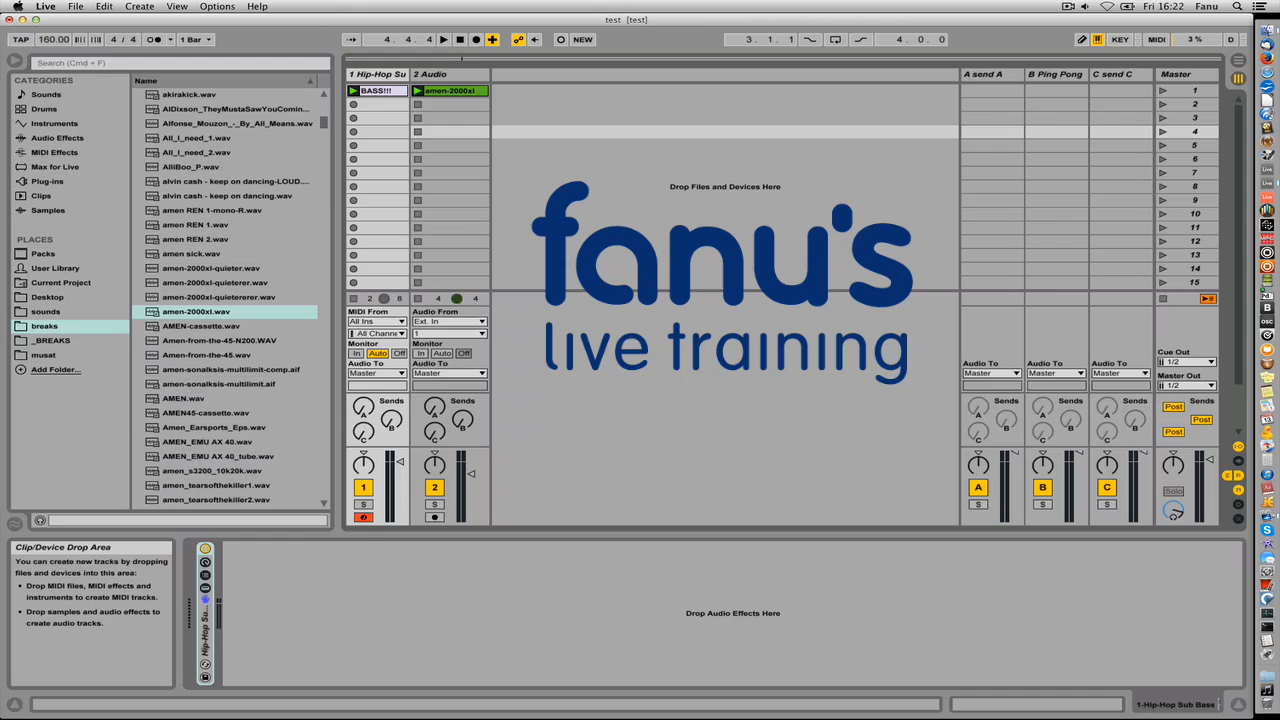 Live File Edit Create View Options Help
Fri 16:22 Fanu
test [test]
TAP 160.00 4 / 4 1 Bar
4. 4. 4
NEW
3. 1. 1
4. 0. 0
KEY MIDI 3 % D
Search (Cmd + F)
CATEGORIES
Sounds
Drums
Instruments
Audio Effects
MIDI Effects
Max for Live
Plug-ins
Clips
Samples
PLACES
Packs
User Library
Current Project
Desktop
sounds
breaks
_BREAKS
musat
Add Folder...
Name
akirakick.wav
AlDixson_TheyMustaSawYouComin...
Alfonse_Mouzon_-_By_All_Means.wav
All_I_need_1.wav
All_I_need_2.wav
AlliBoo_P.wav
alvin cash - keep on dancing-LOUD....
alvin cash - keep on dancing.wav
amen REN 1-mono-R.wav
amen REN 1.wav
amen REN 2.wav
amen sick.wav
amen-2000xl-quieter.wav
amen-2000xl-quieterer.wav
amen-2000xl-quietererer.wav
amen-2000xl.wav
AMEN-cassette.wav
Amen-from-the-45-N200.WAV
Amen-from-the-45.wav
amen-sonalksis-multilimit-comp.aif
amen-sonalksis-multilimit.aif
AMEN.wav
AMEN45-cassette.wav
Amen_Earsports_Eps.wav
AMEN_EMU AX 40.wav
AMEN_EMU AX 40_tube.wav
amen_s3200_10k20k.wav
amen_tearsofthekiller1.wav
amen_tearsofthekiller2.wav
1 Hip-Hop Su
2 Audio
A send A
B Ping Pong
C send C
Master
BASS!!!
amen-2000xl
1
2
3
4
5
6
7
8
9
10
11
12
13
14
15
Drop Files and Devices Here
fanu's
live training
2 8
4 4
MIDI From
All Ins
All Channe
Monitor
In Auto Off
Audio To
Master
Audio From
Ext. In
1
Monitor
In Auto Off
Audio To
Master
Audio To
Master
Audio To
Master
Audio To
Master
Cue Out
1/2
Master Out
1/2
Sends
A
B
C
Sends
A
B
C
A
B
C
A
B
C
A
B
C
Sends
Post
Post
Post
1
S
2
S
A
S
B
S
C
S
Solo
Clip/Device Drop Area
You can create new tracks by dropping
files and devices into this area:
Drop MIDI files, MIDI effects and
instruments to create MIDI tracks.
Drop samples and audio effects to
create audio tracks.
Hip-Hop Su...
Drop Audio Effects Here
1-Hip-Hop Sub Bass